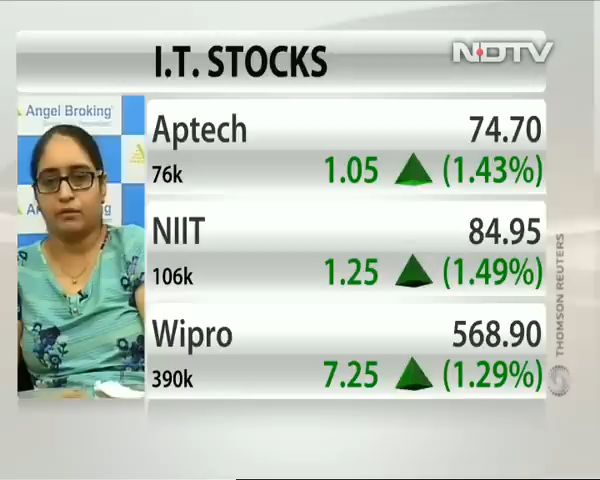 I.T. STOCKS
NDTV
Angel Broking
Aptech 74.70
76k 1.05 (1.43%)
NIIT 84.95
106k 1.25 (1.49%)
Wipro 568.90
390k 7.25 (1.29%)
THOMSON REUTERS